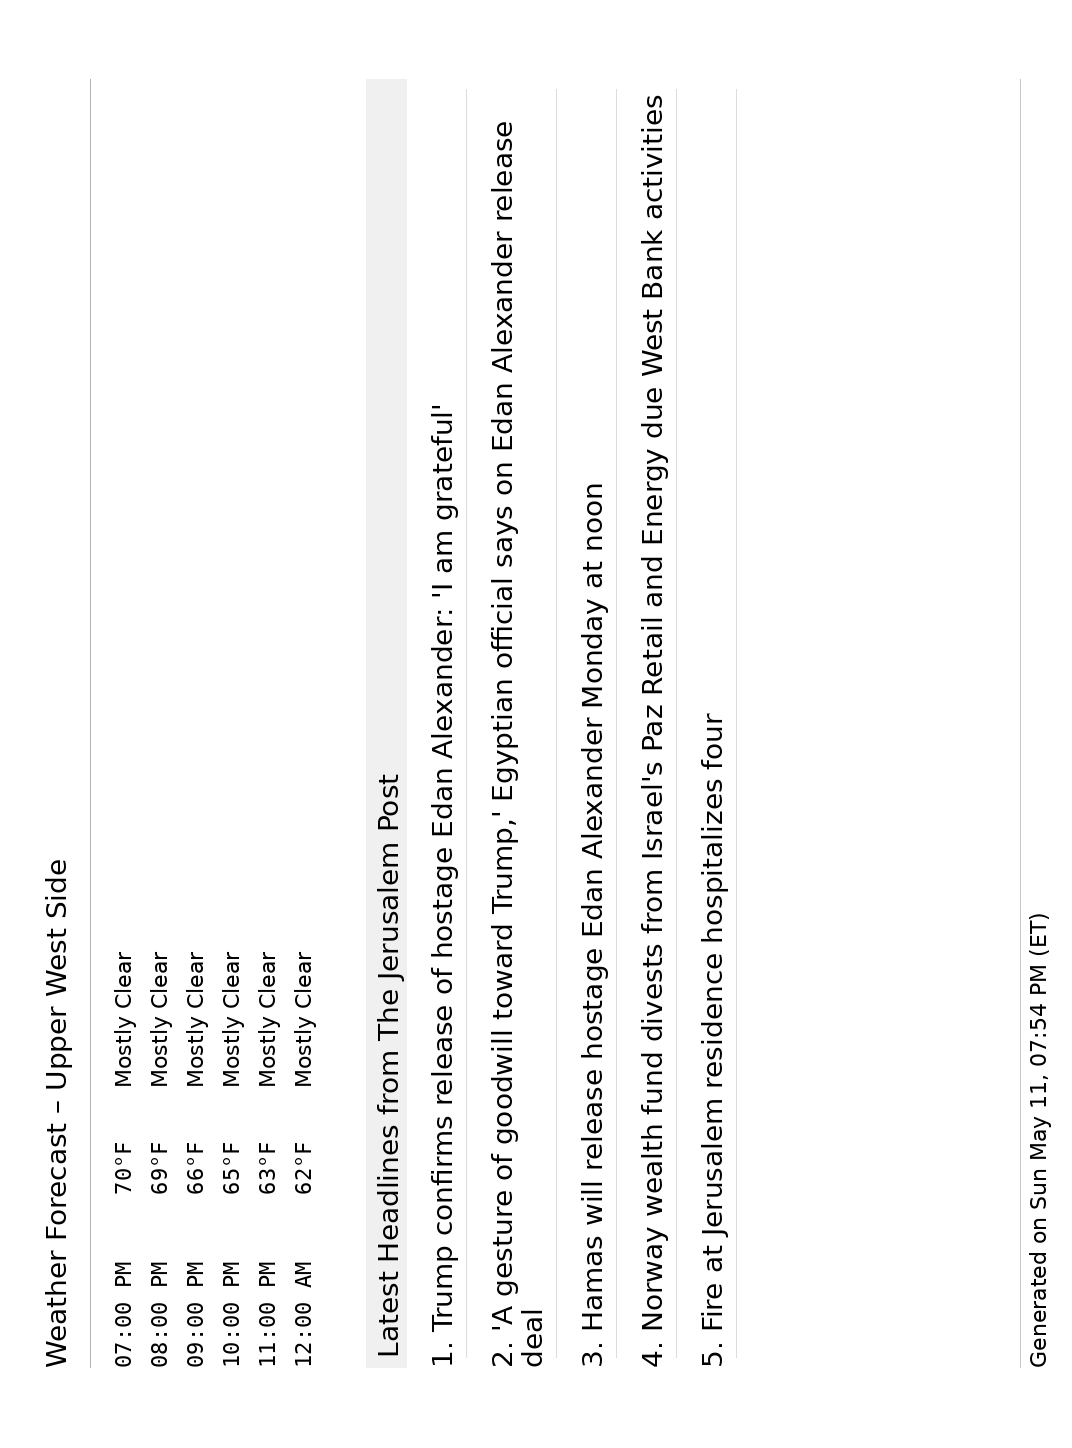 Weather Forecast – Upper West Side
07:00 PM 70°F Mostly Clear
08:00 PM 69°F Mostly Clear
09:00 PM 66°F Mostly Clear
10:00 PM 65°F Mostly Clear
11:00 PM 63°F Mostly Clear
12:00 AM 62°F Mostly Clear
Latest Headlines from The Jerusalem Post
1. Trump confirms release of hostage Edan Alexander: 'I am grateful'
2. 'A gesture of goodwill toward Trump,' Egyptian official says on Edan Alexander release
deal
3. Hamas will release hostage Edan Alexander Monday at noon
4. Norway wealth fund divests from Israel's Paz Retail and Energy due West Bank activities
5. Fire at Jerusalem residence hospitalizes four
Generated on Sun May 11, 07:54 PM (ET)